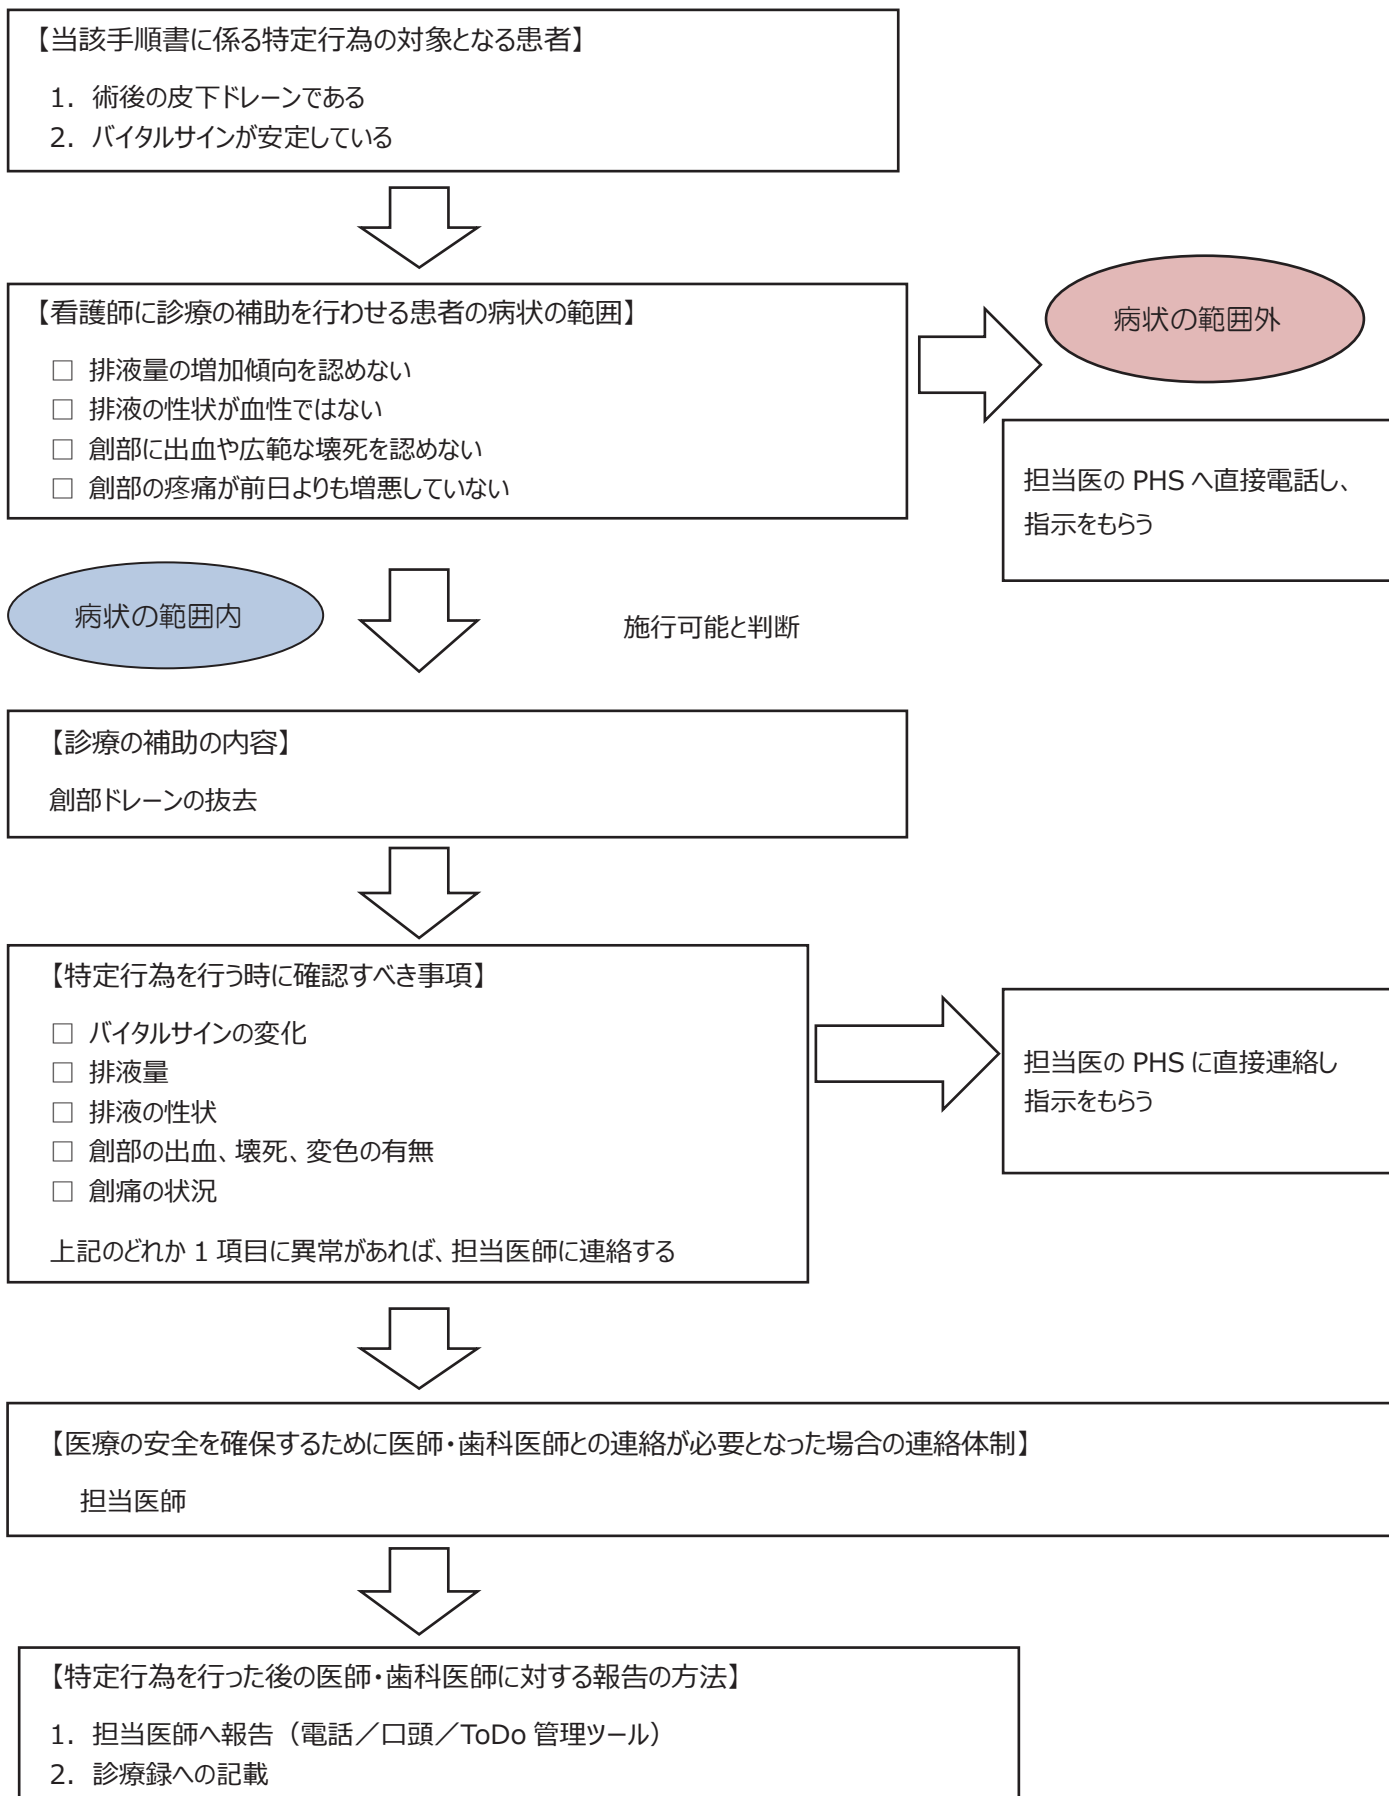 【当該手順書に係る特定行為の対象となる患者】
1. 術後の皮下ドレーンである
2. バイタルサインが安定している
【看護師に診療の補助を行わせる患者の病状の範囲】
□ 排液量の増加傾向を認めない
□ 排液の性状が血性ではない
□ 創部に出血や広範な壊死を認めない
□ 創部の疼痛が前日よりも増悪していない
病状の範囲外
担当医の PHS へ直接電話し、
指示をもらう
病状の範囲内
施行可能と判断
【診療の補助の内容】
創部ドレーンの抜去
【特定行為を行う時に確認すべき事項】
□ バイタルサインの変化
□ 排液量
□ 排液の性状
□ 創部の出血、壊死、変色の有無
□ 創痛の状況
上記のどれか 1 項目に異常があれば、担当医師に連絡する
担当医の PHS に直接連絡し
指示をもらう
【医療の安全を確保するために医師・歯科医師との連絡が必要となった場合の連絡体制】
担当医師
【特定行為を行った後の医師・歯科医師に対する報告の方法】
1. 担当医師へ報告（電話／口頭／ToDo 管理ツール）
2. 診療録への記載